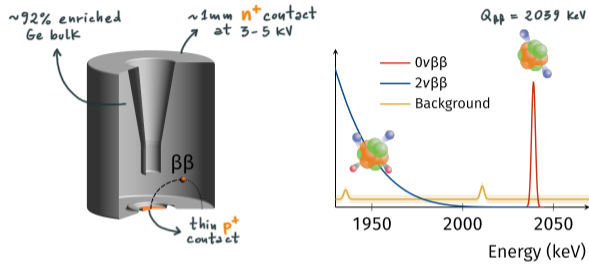 ~92% enriched
Ge bulk
~1mm n⁺ contact
at 3-5 kV
ββ
thin p⁺
contact
Qββ = 2039 keV
0νββ
2νββ
Background
1950
2000
2050
Energy (keV)